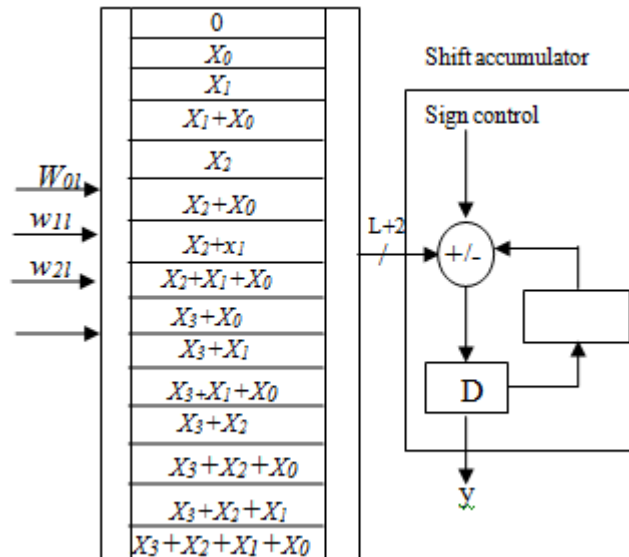 0
X0
X1
X1+X0
X2
X2+X0
X2+x1
X2+X1+X0
X3+X0
X3+X1
X3+X1+X0
X3+X2
X3+X2+X0
X3+X2+X1
X3+X2+X1+X0
W01
w11
w21
L+2
Shift accumulator
Sign control
+/-
D
y